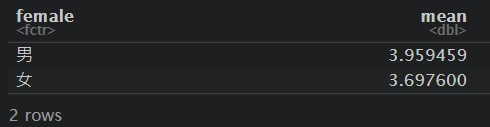 female mean
<fctr> <dbl>
男 3.959459
女 3.697600
2 rows